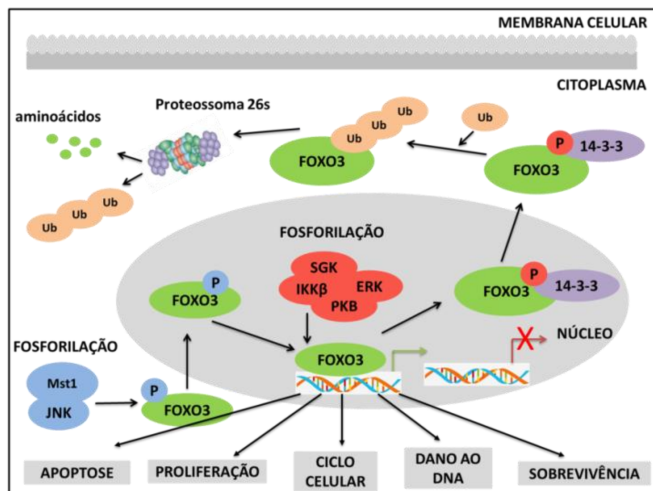 MEMBRANA CELULAR
CITOPLASMA
Proteossoma 26s
aminoácidos
Ub
Ub
Ub
Ub
FOXO3
P
14-3-3
FOXO3
Ub
Ub
Ub
FOSFORILAÇÃO
SGK
IKKβ
ERK
PKB
P
FOXO3
P
FOXO3
14-3-3
NÚCLEO
FOSFORILAÇÃO
Mst1
JNK
P
FOXO3
FOXO3
APOPTOSE
PROLIFERAÇÃO
CICLO
CELULAR
DANO AO
DNA
SOBREVIVÊNCIA